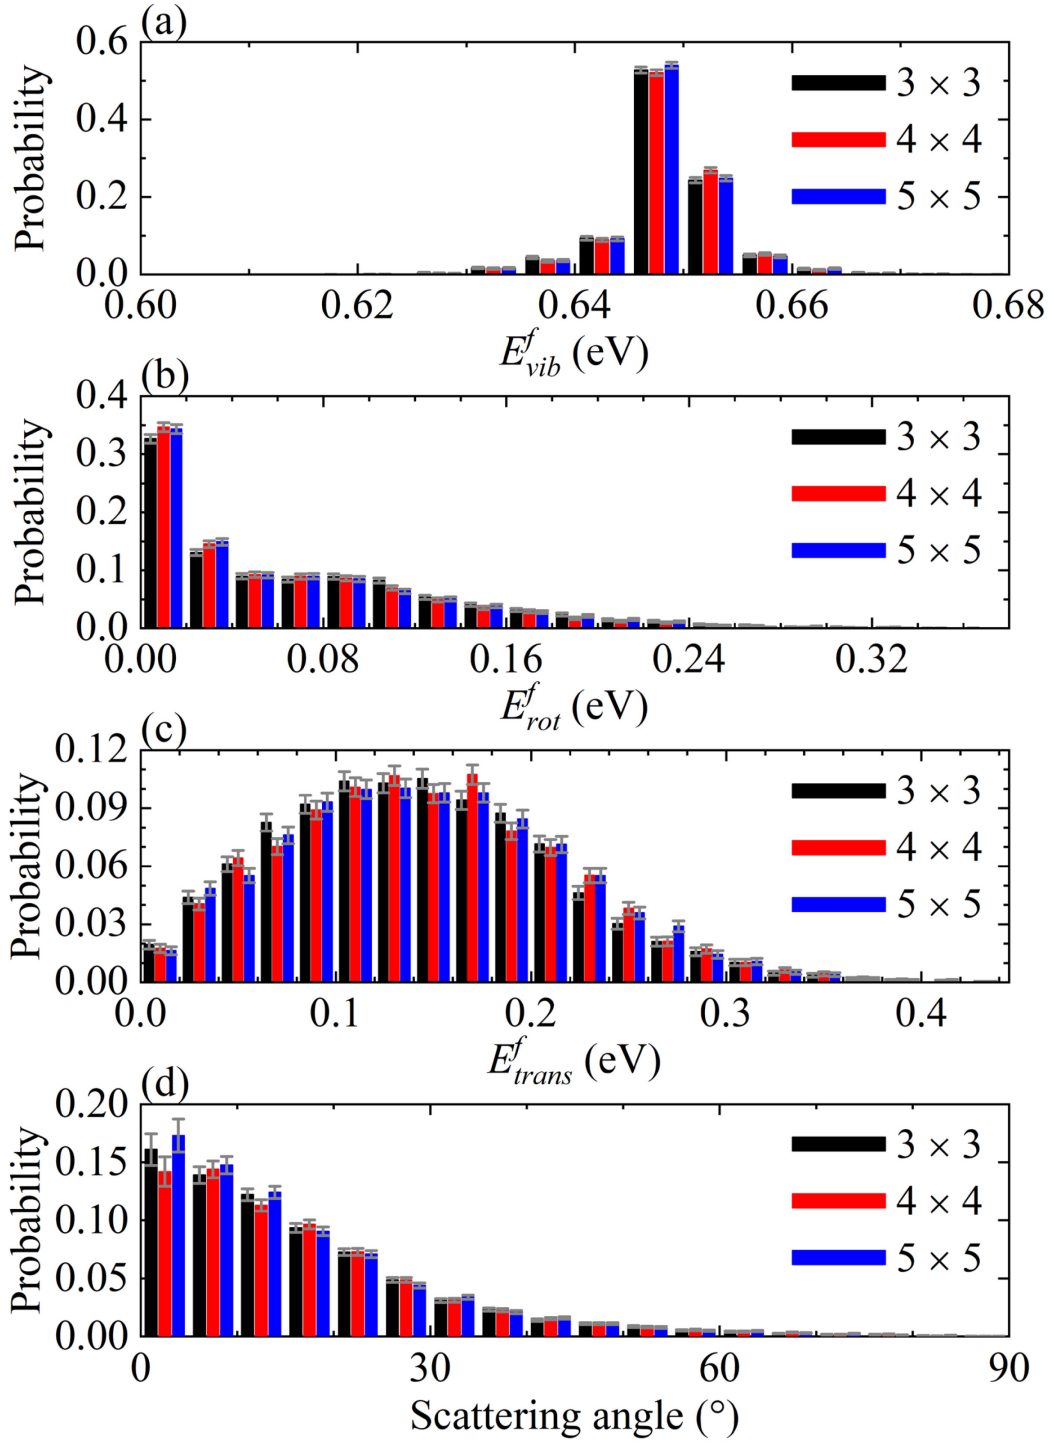 (a)
Probability
0.6
0.4
0.2
0.0
3 × 3
4 × 4
5 × 5
0.60 0.62 0.64 0.66 0.68
E^f_vib (eV)
(b)
Probability
0.4
0.3
0.2
0.1
0.0
3 × 3
4 × 4
5 × 5
0.00 0.08 0.16 0.24 0.32
E^f_rot (eV)
(c)
Probability
0.12
0.09
0.06
0.03
0.00
3 × 3
4 × 4
5 × 5
0.0 0.1 0.2 0.3 0.4
E^f_trans (eV)
(d)
Probability
0.20
0.15
0.10
0.05
0.00
3 × 3
4 × 4
5 × 5
0 30 60 90
Scattering angle (°)